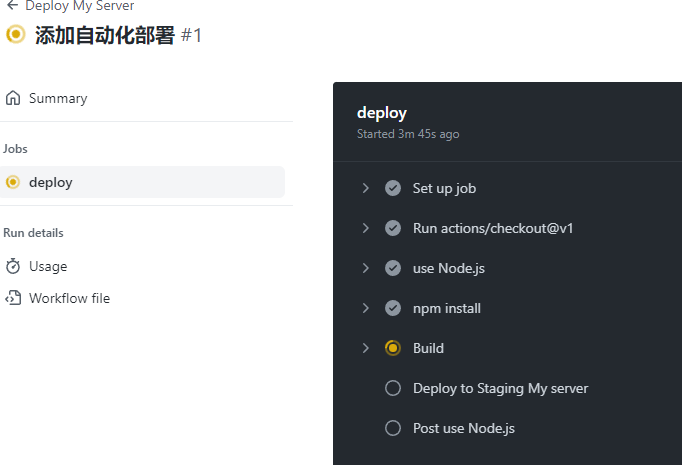 Deploy My Server
添加自动化部署 #1
Summary
Jobs
deploy
Run details
Usage
Workflow file
deploy
Started 3m 45s ago
Set up job
Run actions/checkout@v1
use Node.js
npm install
Build
Deploy to Staging My server
Post use Node.js